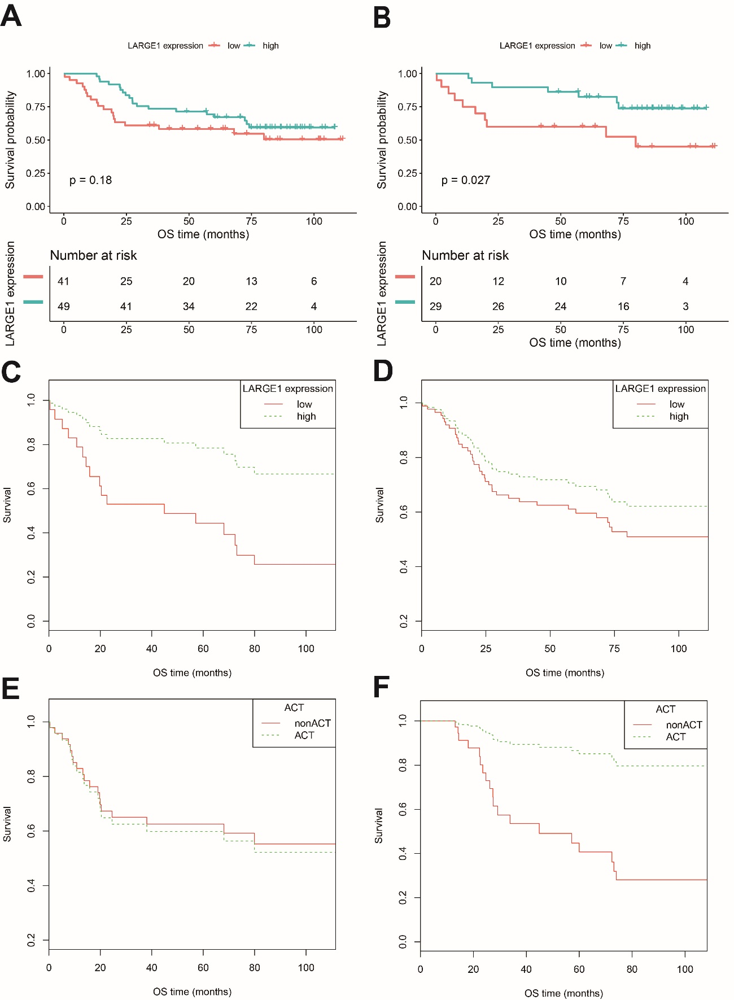 A
LARGE1 expression low high
Survival probability
1.00
0.75
0.50
0.25
0.00
p = 0.18
0 25 50 75 100
OS time (months)
Number at risk
LARGE1 expression
41 25 20 13 6
49 41 34 22 4
0 25 50 75 100
B
LARGE1 expression low high
Survival probability
1.00
0.75
0.50
0.25
0.00
p = 0.027
0 25 50 75 100
OS time (months)
Number at risk
LARGE1 expression
20 12 10 7 4
29 26 24 16 3
0 25 50 75 100
OS time (months)
C
LARGE1 expression
low
high
Survival
1.0
0.8
0.6
0.4
0.2
0.0
0 20 40 60 80 100
OS time (months)
D
LARGE1 expression
low
high
Survival
1.0
0.8
0.6
0.4
0.2
0 25 50 75 100
OS time (months)
E
ACT
nonACT
ACT
Survival
1.0
0.8
0.6
0.4
0.2
0 20 40 60 80 100
OS time (months)
F
ACT
nonACT
ACT
Survival
1.0
0.8
0.6
0.4
0.2
0.0
0 20 40 60 80 100
OS time (months)